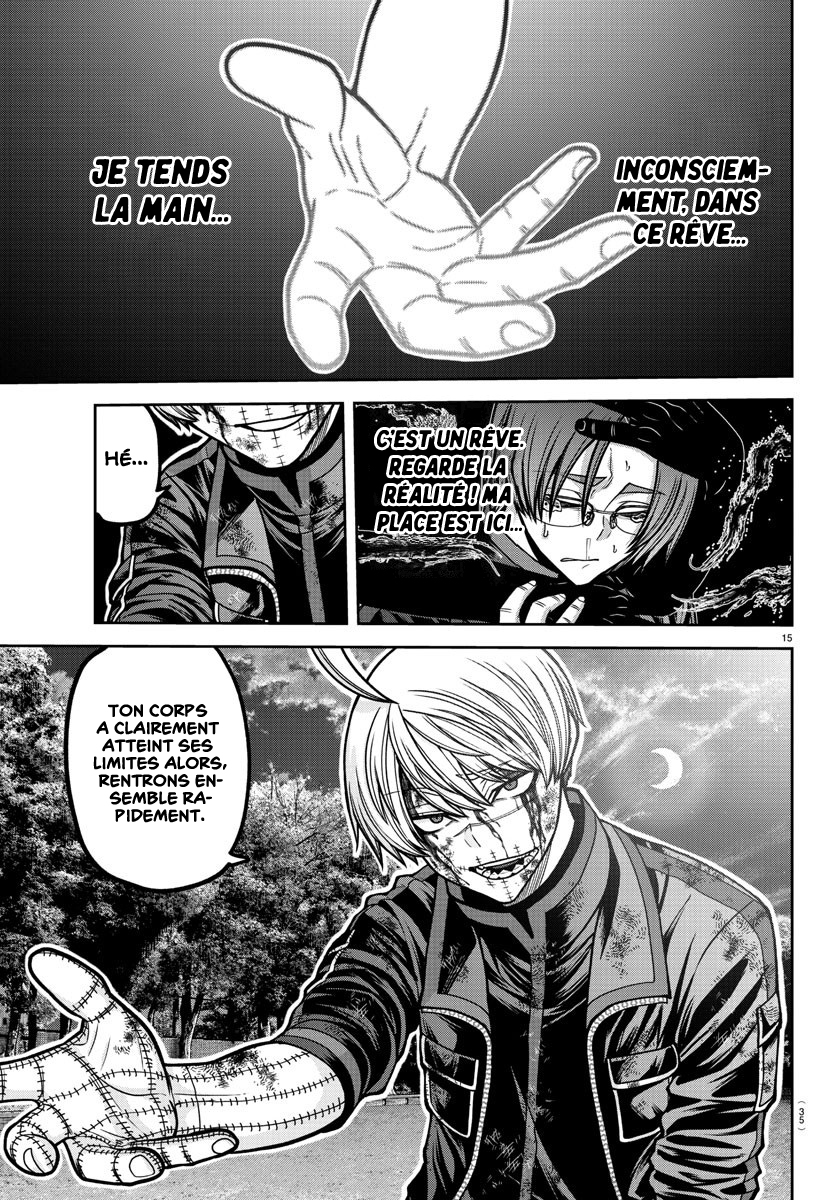 INCONSCIEM-
MENT, DANS
CE RÊVE...
JE TENDS
LA MAIN...
C'EST UN RÊVE.
REGARDE LA
RÉALITÉ ! MA
PLACE EST ICI...
HÉ...
15
TON CORPS
A CLAIREMENT
ATTEINT SES
LIMITES ALORS,
RENTRONS EN-
SEMBLE RA-
PIDEMENT.
(35)